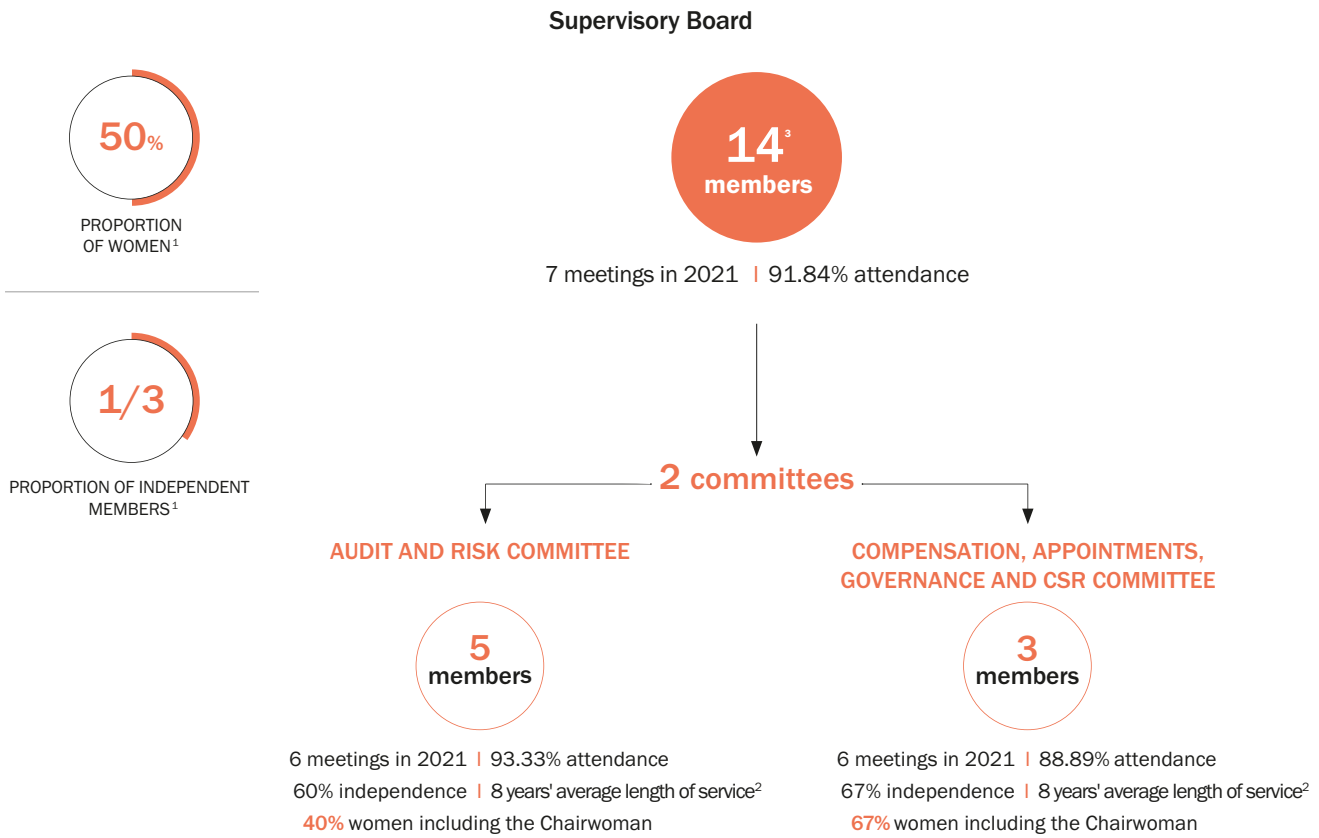 Supervisory Board
50%
PROPORTION
OF WOMEN¹
14³
members
7 meetings in 2021 | 91.84% attendance
1/3
PROPORTION OF INDEPENDENT
MEMBERS¹
2 committees
AUDIT AND RISK COMMITTEE
5
members
6 meetings in 2021 | 93.33% attendance
60% independence | 8 years' average length of service²
40% women including the Chairwoman
COMPENSATION, APPOINTMENTS,
GOVERNANCE AND CSR COMMITTEE
3
members
6 meetings in 2021 | 88.89% attendance
67% independence | 8 years' average length of service²
67% women including the Chairwoman